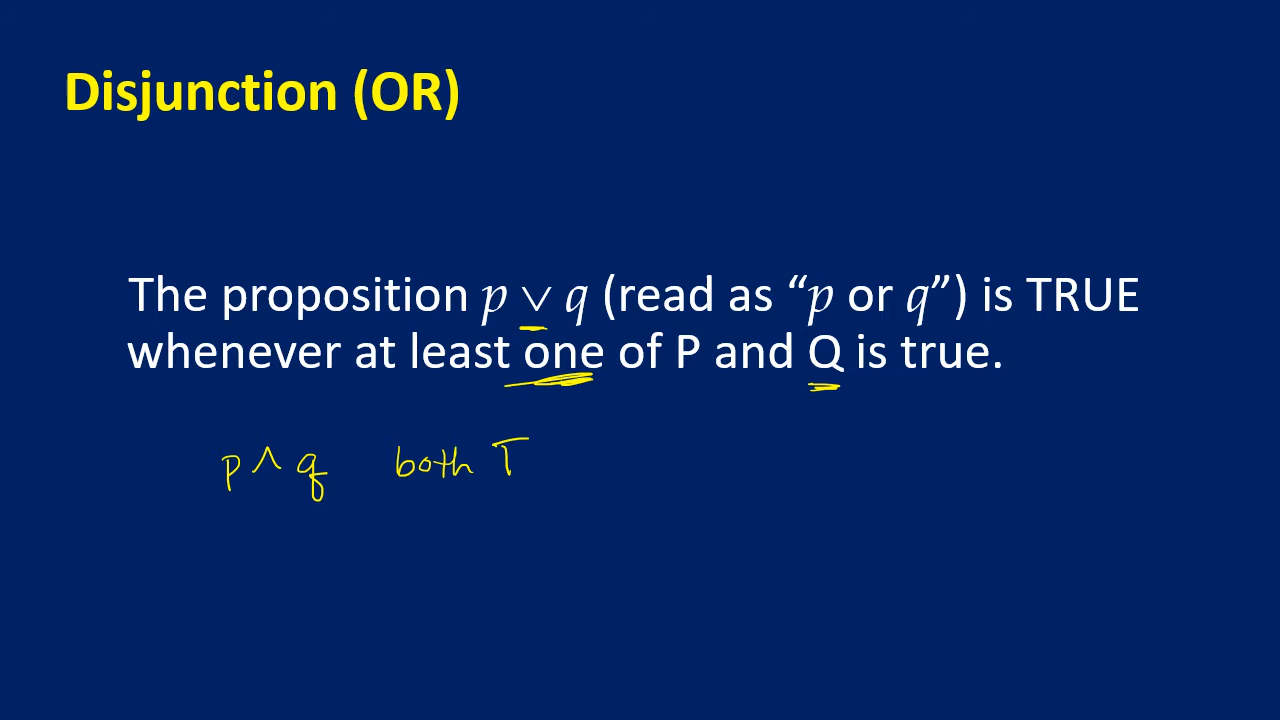 Disjunction (OR)
The proposition p ∨ q (read as “p or q”) is TRUE
whenever at least one of P and Q is true.
p ∧ q both T